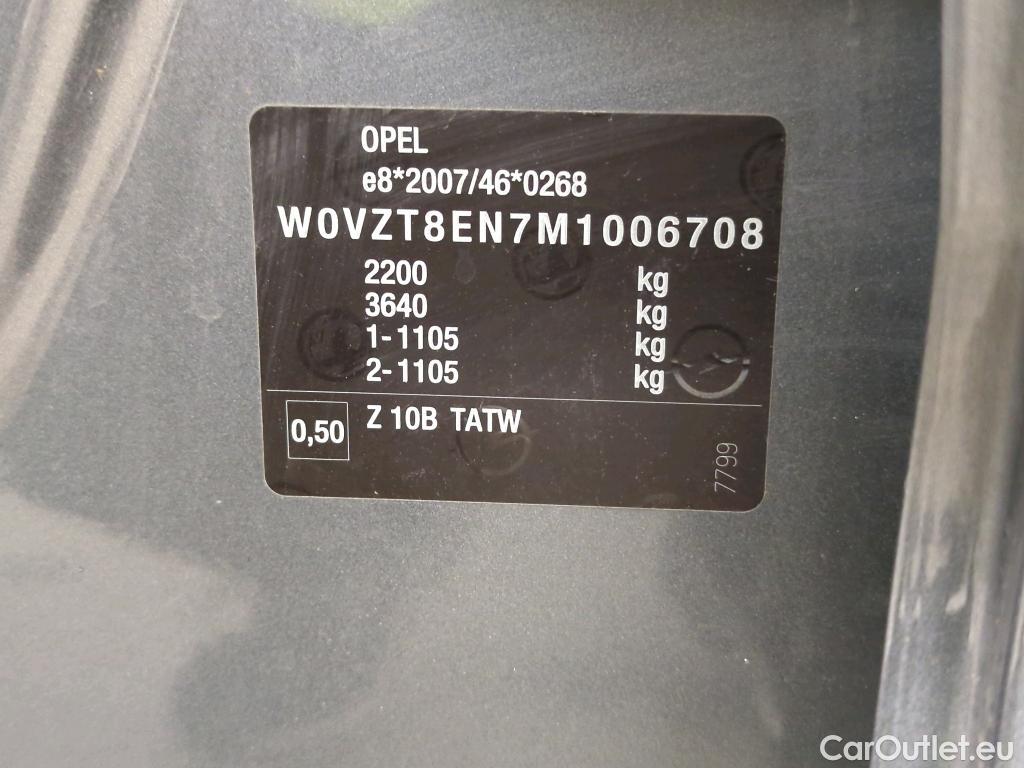 OPEL
e8*2007/46*0268
W0VZT8EN7M1006708
2200 kg
3640 kg
1-1105 kg
2-1105 kg
0,50 Z 10B TATW
7799
CarOutlet.eu